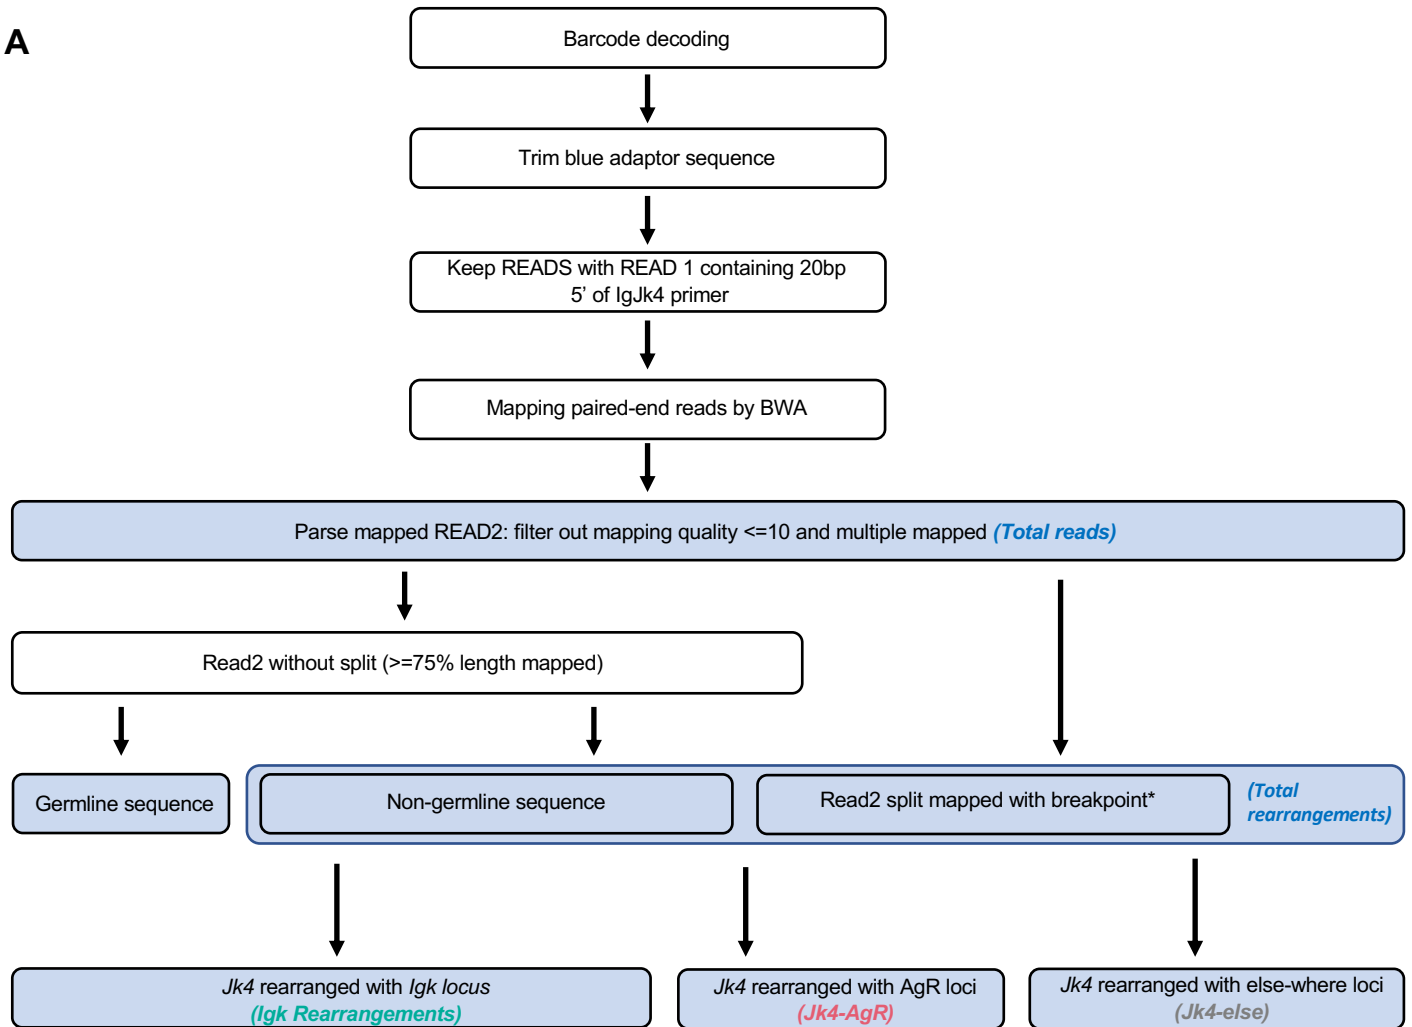 A
Barcode decoding
Trim blue adaptor sequence
Keep READS with READ 1 containing 20bp
5’ of IgJk4 primer
Mapping paired-end reads by BWA
Parse mapped READ2: filter out mapping quality <=10 and multiple mapped (Total reads)
Read2 without split (>=75% length mapped)
Germline sequence
Non-germline sequence
Read2 split mapped with breakpoint*
(Total
rearrangements)
Jk4 rearranged with Igk locus
(Igk Rearrangements)
Jk4 rearranged with AgR loci
(Jk4-AgR)
Jk4 rearranged with else-where loci
(Jk4-else)